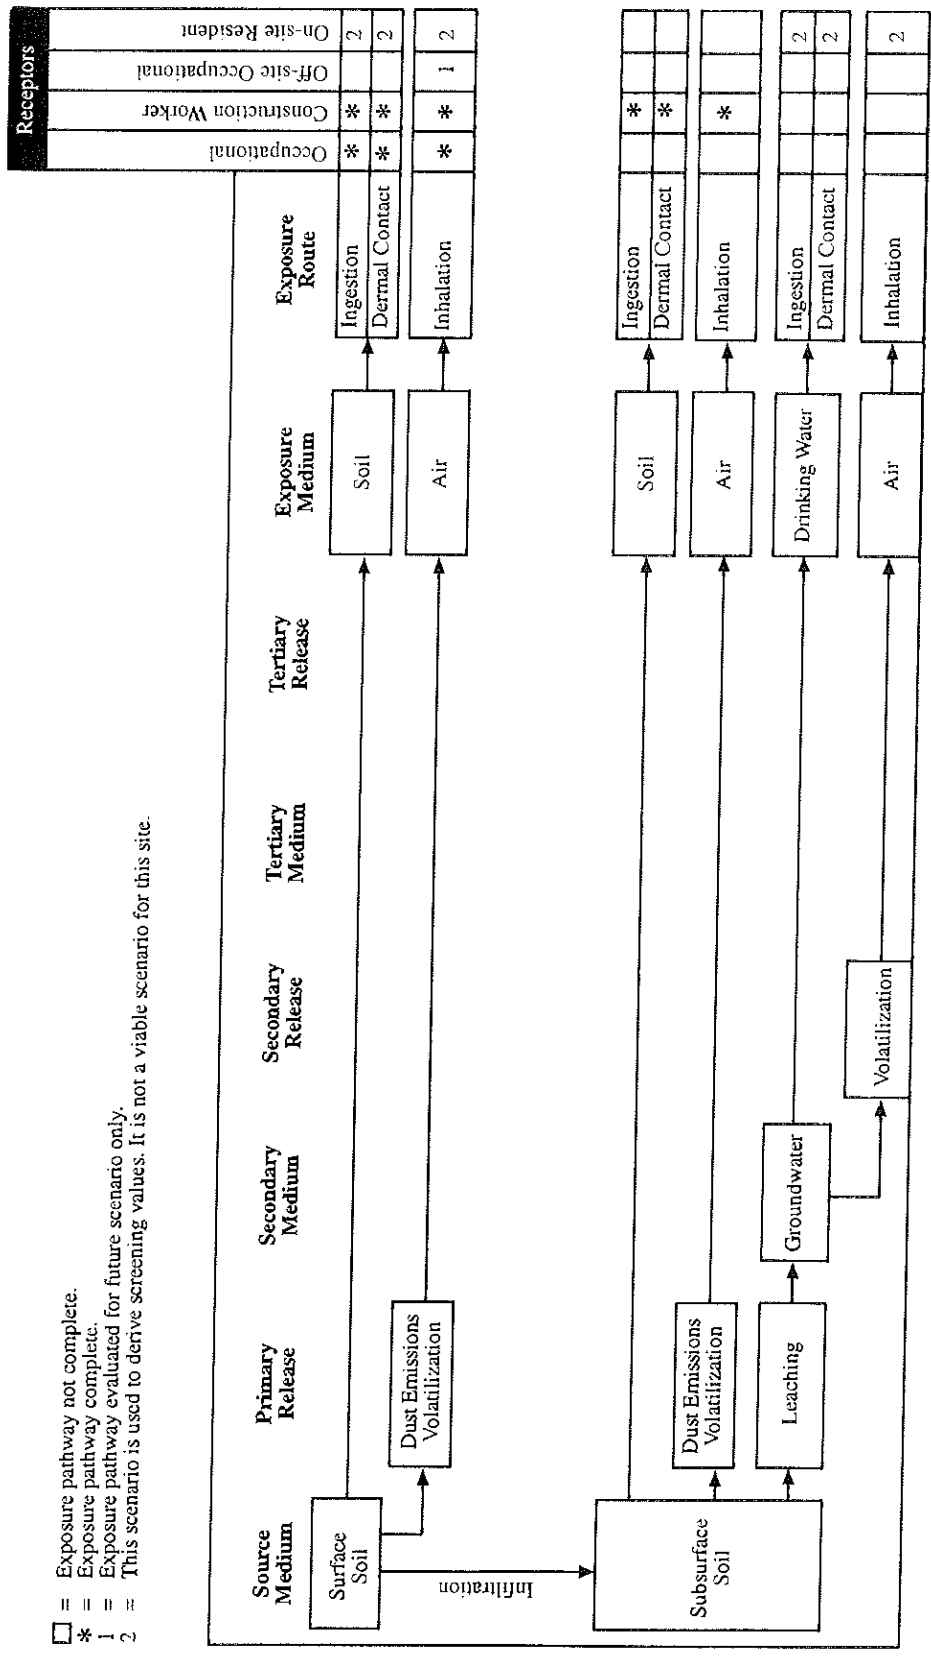 □ = Exposure pathway not complete.
* = Exposure pathway complete.
1 = Exposure pathway evaluated for future scenario only.
2 = This scenario is used to derive screening values. It is not a viable scenario for this site.
Receptors
Source
Medium
Primary
Release
Secondary
Medium
Secondary
Release
Tertiary
Medium
Tertiary
Release
Exposure
Medium
Exposure
Route
Occupational
Construction Worker
Off-site Occupational
On-site Resident
Surface
Soil
Soil
Ingestion
* * 2
Dermal Contact
* * 2
Dust Emissions
Volatilization
Air
Inhalation
* * 1 2
Infiltration
Subsurface
Soil
Soil
Ingestion
*
Dermal Contact
*
Dust Emissions
Volatilization
Air
Inhalation
*
Leaching
Groundwater
Drinking Water
Ingestion
2
Dermal Contact
2
Volatilization
Air
Inhalation
2